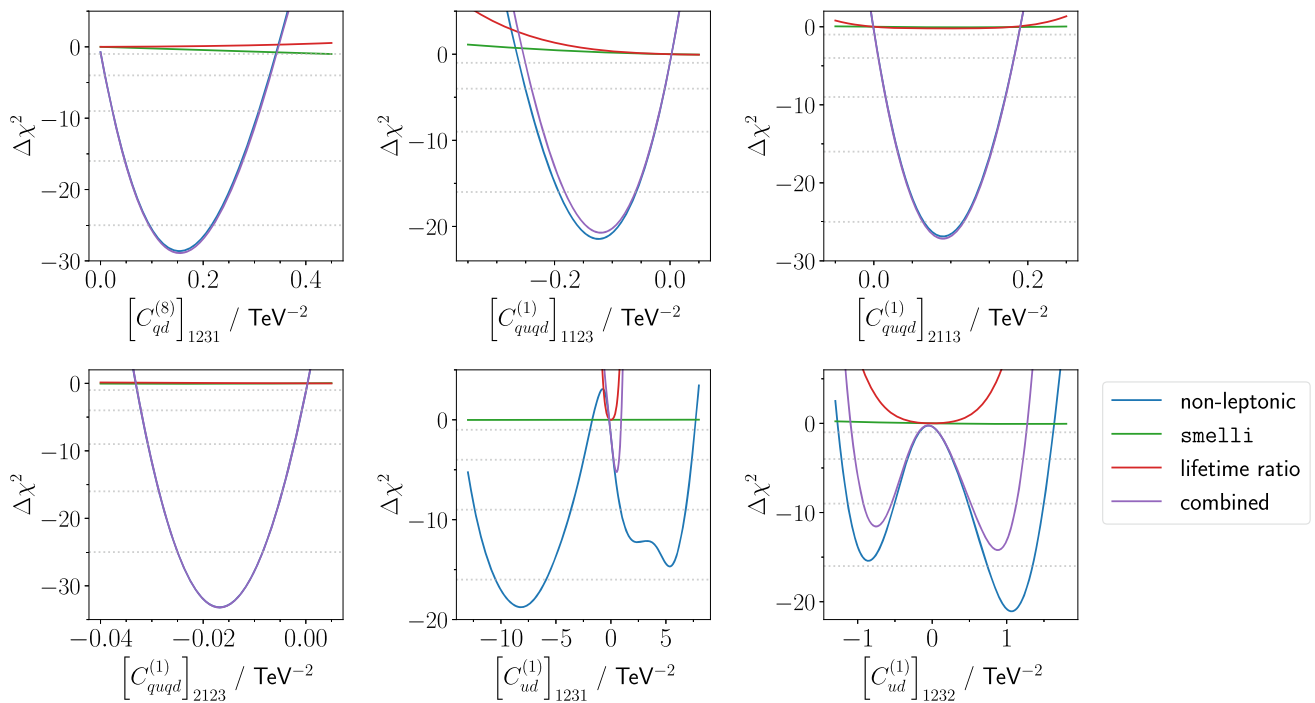 Δχ²
0
−10
−20
−30
0.0 0.2 0.4
[C_{qd}^{(8)}]_{1231} / TeV⁻²
Δχ²
0
−10
−20
−0.2 0.0
[C_{quqd}^{(1)}]_{1123} / TeV⁻²
Δχ²
0
−10
−20
−30
0.0 0.2
[C_{quqd}^{(1)}]_{2113} / TeV⁻²
Δχ²
0
−10
−20
−30
−0.04 −0.02 0.00
[C_{quqd}^{(1)}]_{2123} / TeV⁻²
Δχ²
0
−10
−20
−10 −5 0 5
[C_{ud}^{(1)}]_{1231} / TeV⁻²
Δχ²
0
−10
−20
−1 0 1
[C_{ud}^{(1)}]_{1232} / TeV⁻²
non-leptonic
smelli
lifetime ratio
combined